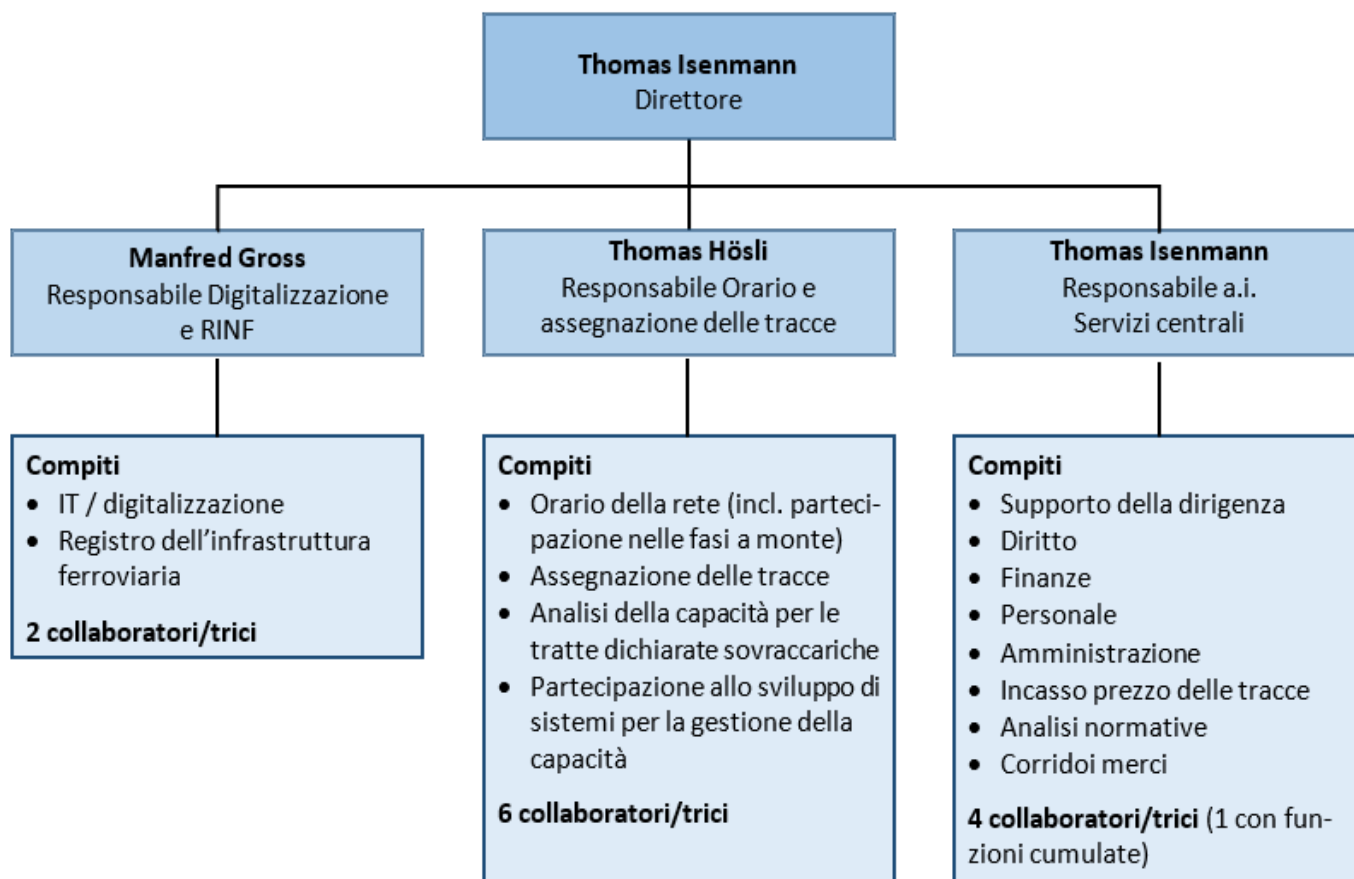 Thomas Isenmann
Direttore
Manfred Gross
Responsabile Digitalizzazione
e RINF
Thomas Hösli
Responsabile Orario e
assegnazione delle tracce
Thomas Isenmann
Responsabile a.i.
Servizi centrali
Compiti
• IT / digitalizzazione
• Registro dell'infrastruttura
ferroviaria
2 collaboratori/trici
Compiti
• Orario della rete (incl. parteci-
pazione nelle fasi a monte)
• Assegnazione delle tracce
• Analisi della capacità per le
tratte dichiarate sovraccariche
• Partecipazione allo sviluppo di
sistemi per la gestione della
capacità
6 collaboratori/trici
Compiti
• Supporto della dirigenza
• Diritto
• Finanze
• Personale
• Amministrazione
• Incasso prezzo delle tracce
• Analisi normative
• Corridoi merci
4 collaboratori/trici (1 con fun-
zioni cumulate)